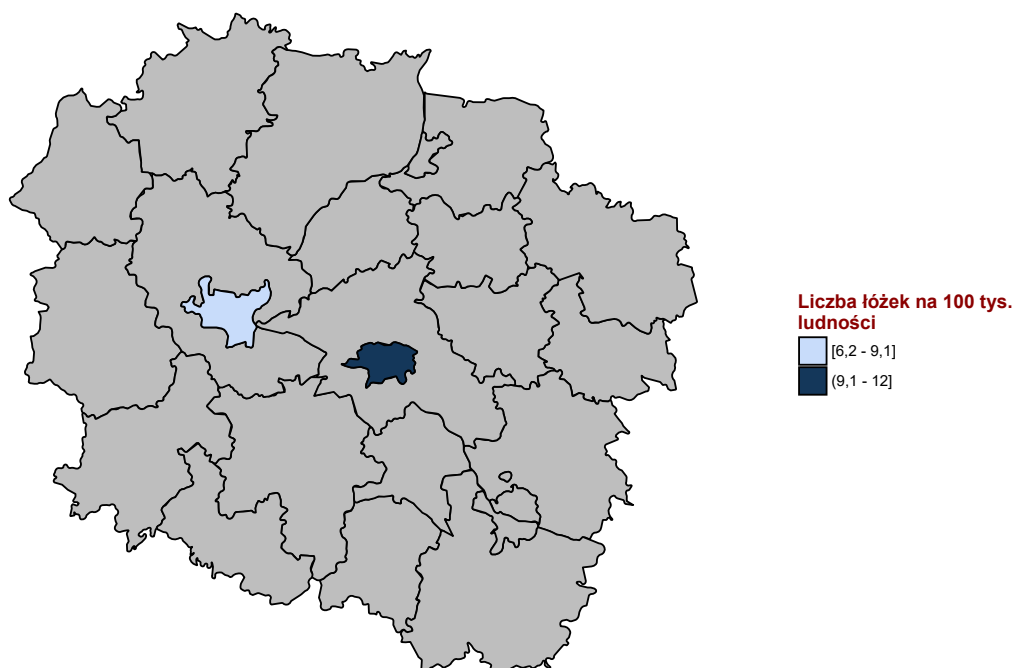 Liczba łóżek na 100 tys.
ludności
[6,2 - 9,1]
(9,1 - 12]